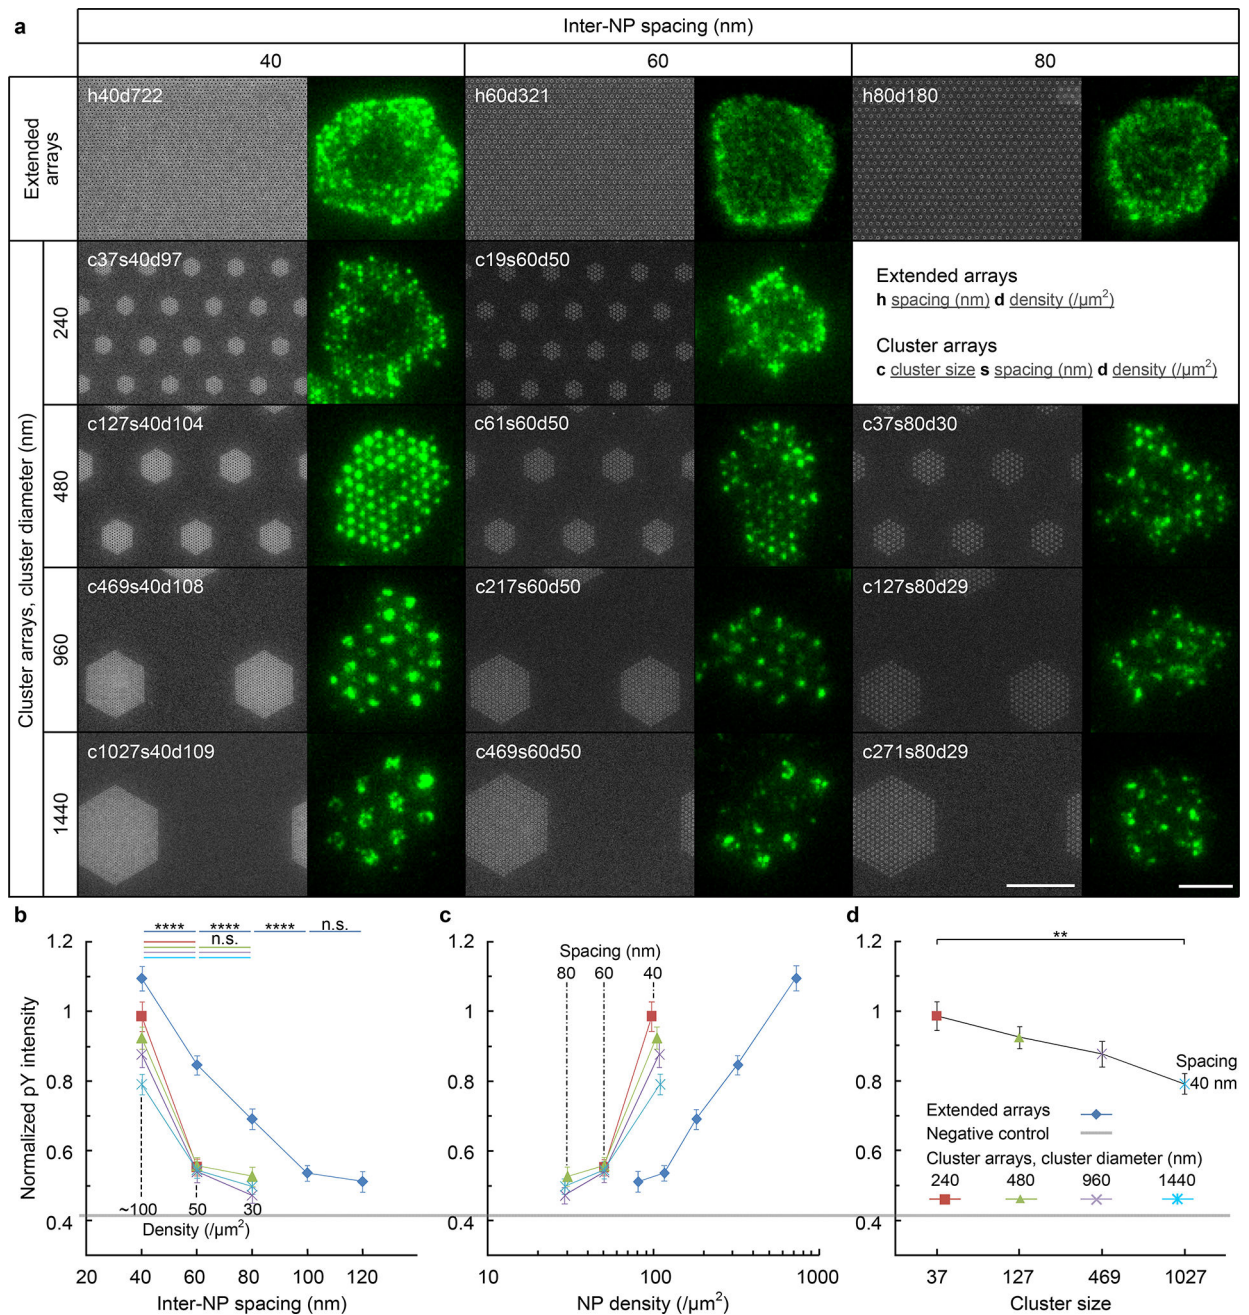 a
Inter-NP spacing (nm)
40
60
80
Extended
arrays
h40d722
h60d321
h80d180
Cluster arrays, cluster diameter (nm)
240
c37s40d97
c19s60d50
Extended arrays
h spacing (nm) d density (/µm²)
Cluster arrays
c cluster size s spacing (nm) d density (/µm²)
480
c127s40d104
c61s60d50
c37s80d30
960
c469s40d108
c217s60d50
c127s80d29
1440
c1027s40d109
c469s60d50
c271s80d29
b
**** **** **** n.s.
n.s.
Normalized pY intensity
1.2
1
0.8
0.6
0.4
~100 50 30
Density (/µm²)
20 40 60 80 100 120
Inter-NP spacing (nm)
c
Spacing (nm)
80 60 40
1.2
1
0.8
0.6
0.4
10 100 1000
NP density (/µm²)
d
**
1.2
1
0.8
0.6
0.4
Spacing
40 nm
Extended arrays
Negative control
Cluster arrays, cluster diameter (nm)
240 480 960 1440
37 127 469 1027
Cluster size